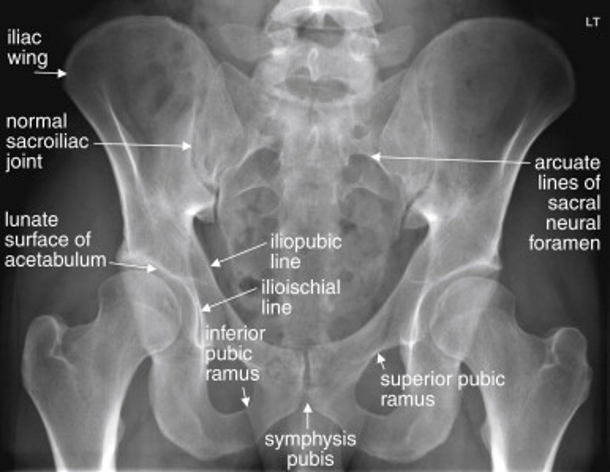 LT
iliac
wing
normal
sacroiliac
joint
arcuate
lines of
sacral
neural
foramen
lunate
surface of
acetabulum
iliopubic
line
ilioischial
line
inferior
pubic
ramus
superior pubic
ramus
symphysis
pubis